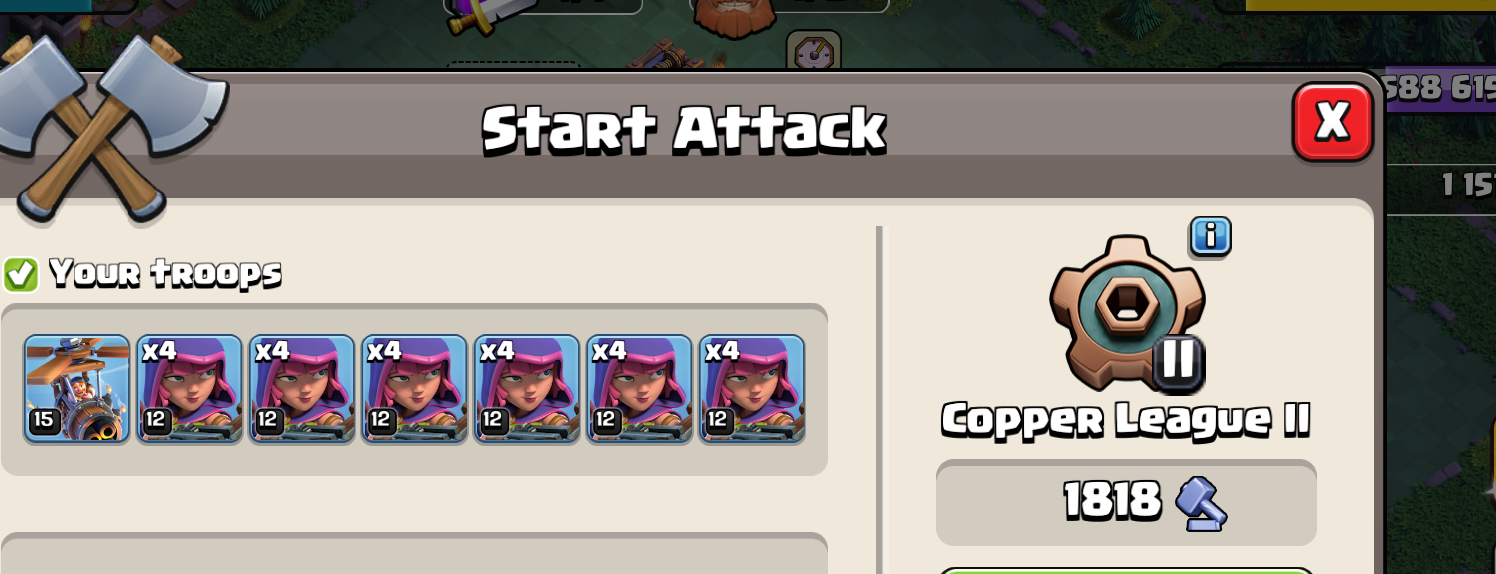 Start Attack
X
588 615
1 15
i
Your troops
x4 x4 x4 x4 x4 x4
15 12 12 12 12 12 12
II
Copper League II
1818